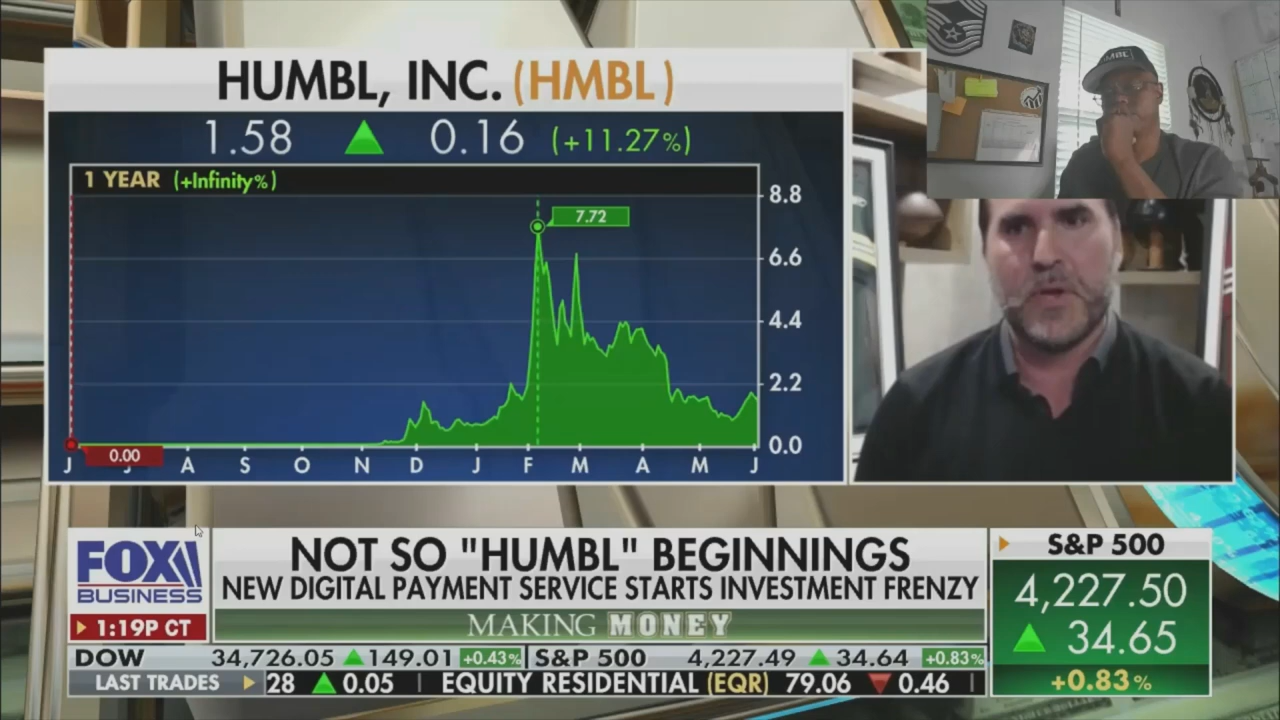 HUMBL, INC. (HMBL)
1.58 ▲ 0.16 (+11.27%)
1 YEAR (+Infinity%)
7.72
8.8
6.6
4.4
2.2
0.0
0.00
J J A S O N D J F M A M J
FOX
BUSINESS
1:19P CT
NOT SO "HUMBL" BEGINNINGS
NEW DIGITAL PAYMENT SERVICE STARTS INVESTMENT FRENZY
MAKING MONEY
S&P 500
4,227.50
▲ 34.65
+0.83%
DOW 34,726.05 ▲ 149.01 +0.43% S&P 500 4,227.49 ▲ 34.64 +0.83%
LAST TRADES 28 ▲ 0.05 EQUITY RESIDENTIAL (EQR) 79.06 ▼ 0.46